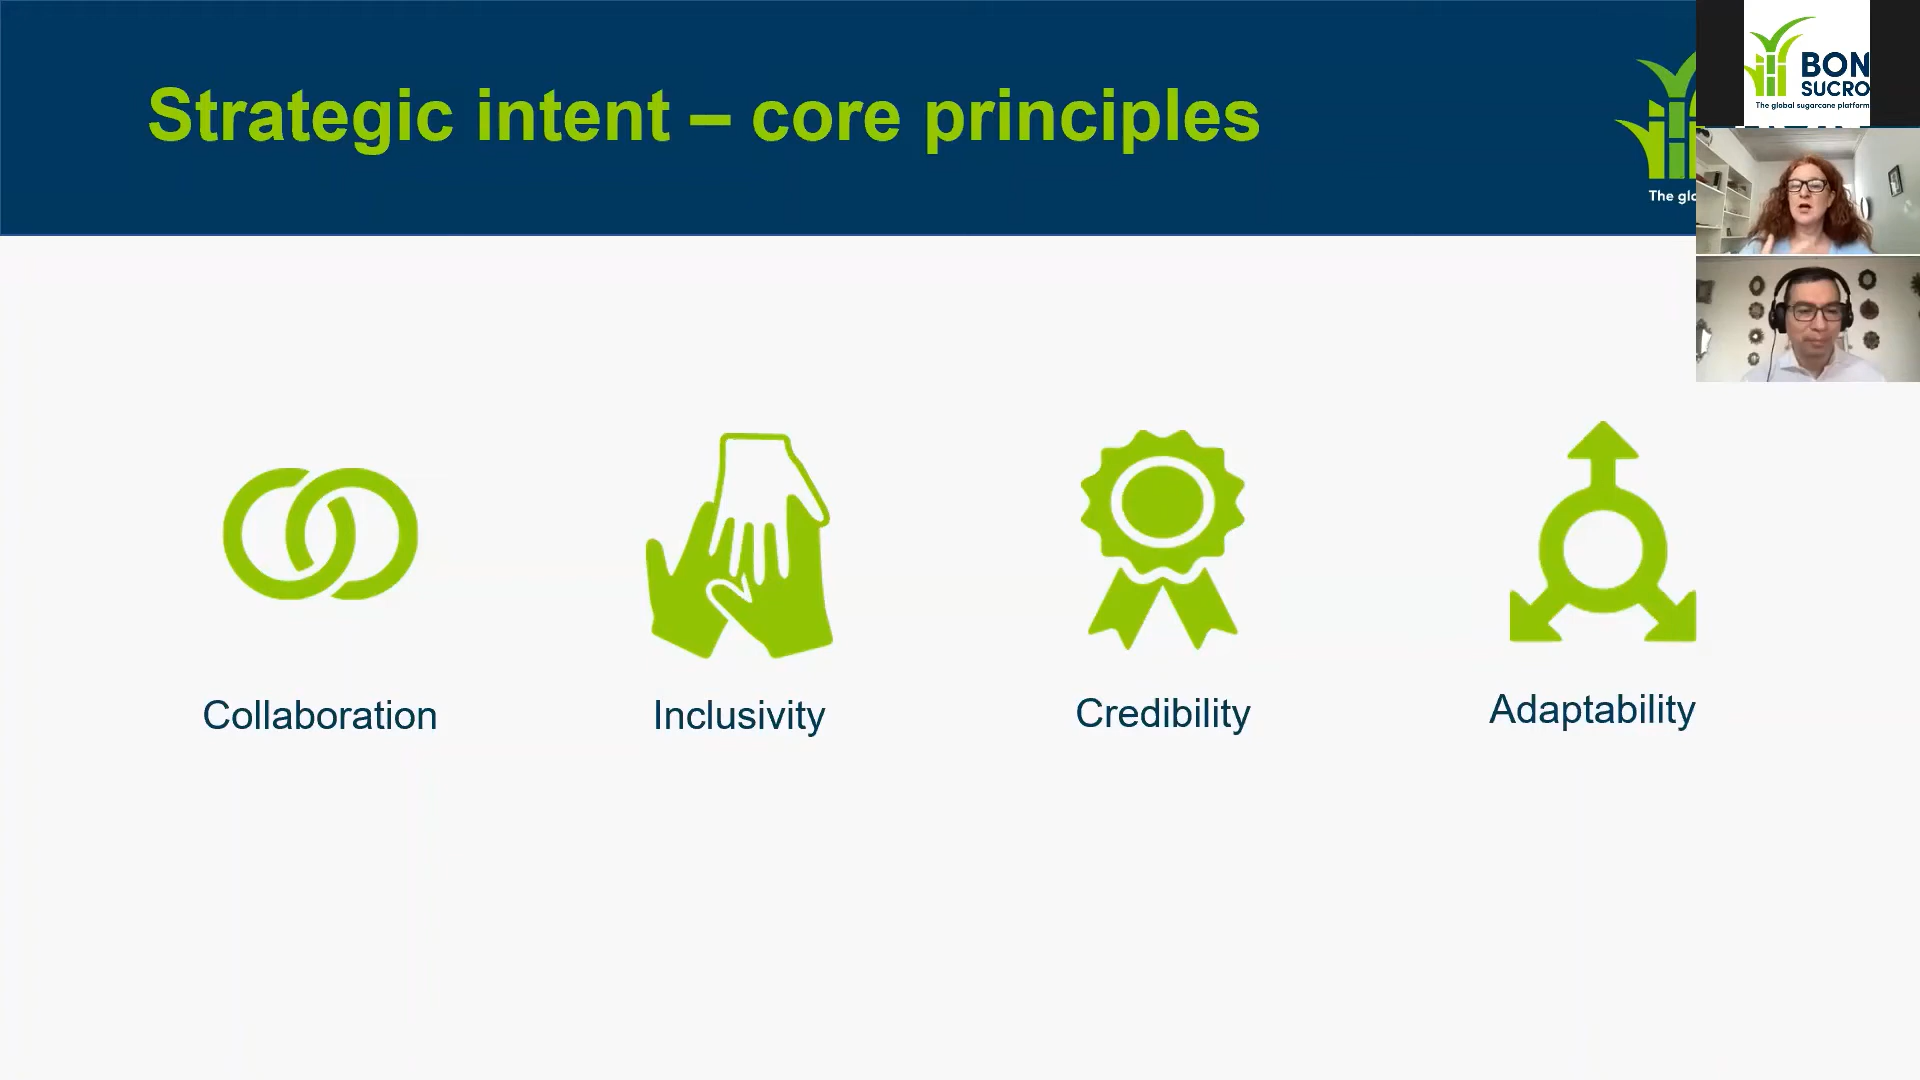 Strategic intent – core principles
The glo
BON
SUCRO
The global sugarcane platform
Collaboration
Inclusivity
Credibility
Adaptability